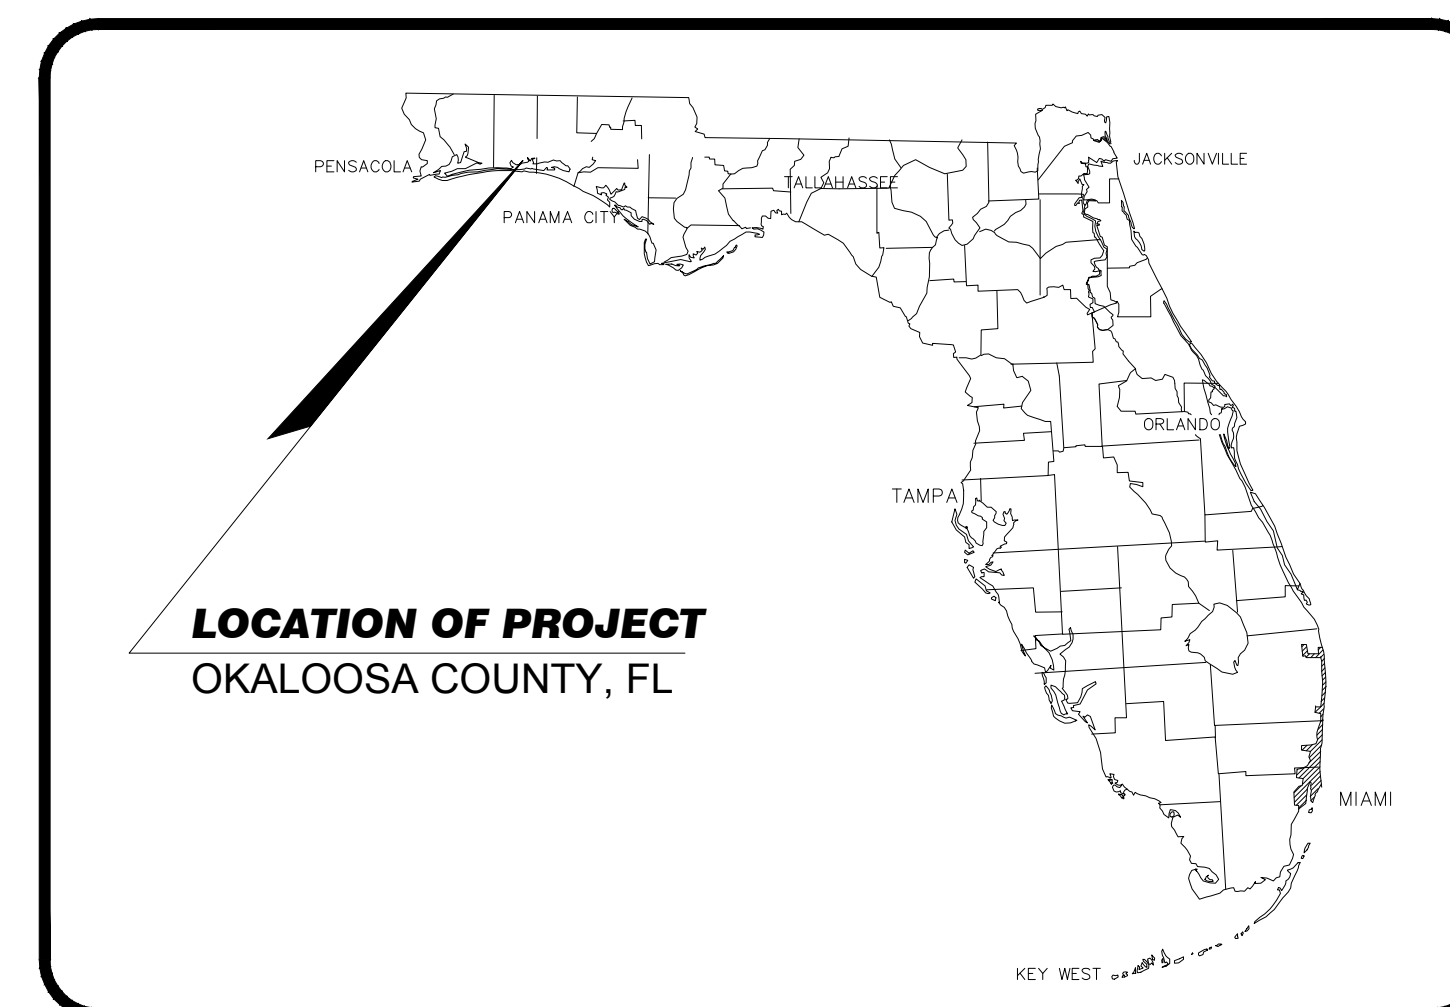 PENSACOLA
JACKSONVILLE
TALLAHASSEE
PANAMA CITY
ORLANDO
TAMPA
LOCATION OF PROJECT
OKALOOSA COUNTY, FL
MIAMI
KEY WEST